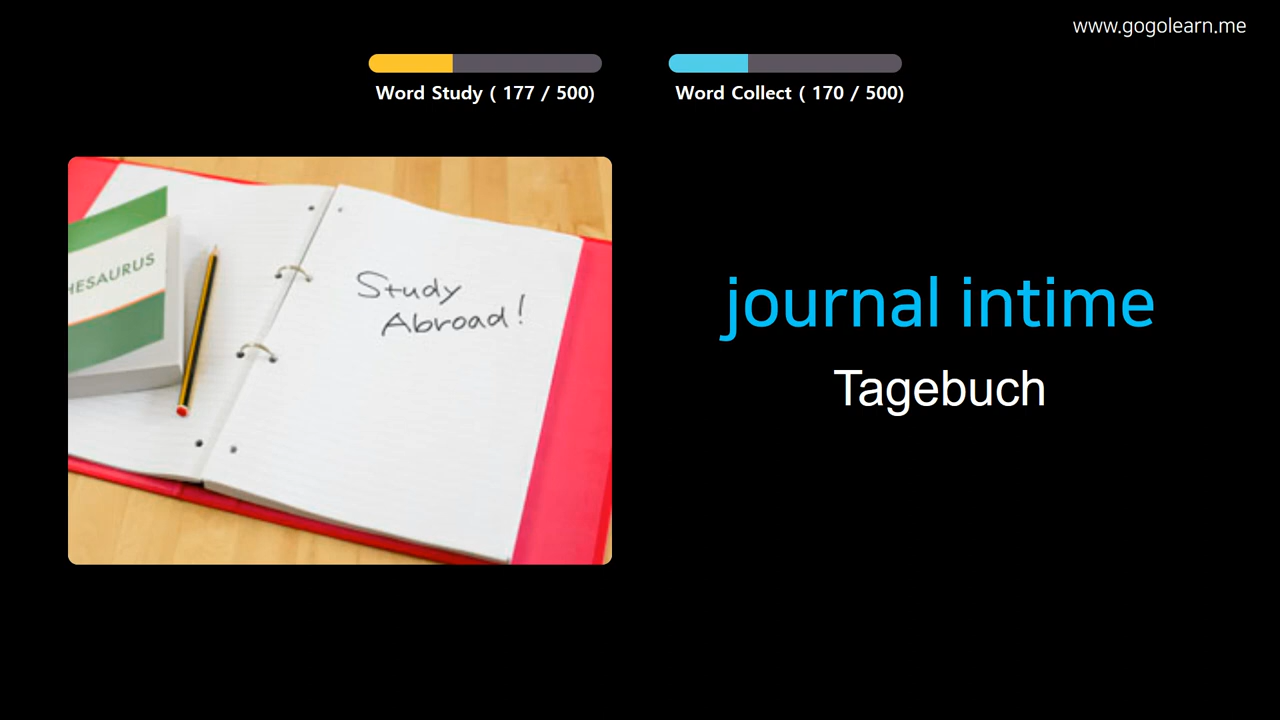 www.gogolearn.me
Word Study ( 177 / 500)
Word Collect ( 170 / 500)
HESAURUS
Study
Abroad!
journal intime
Tagebuch